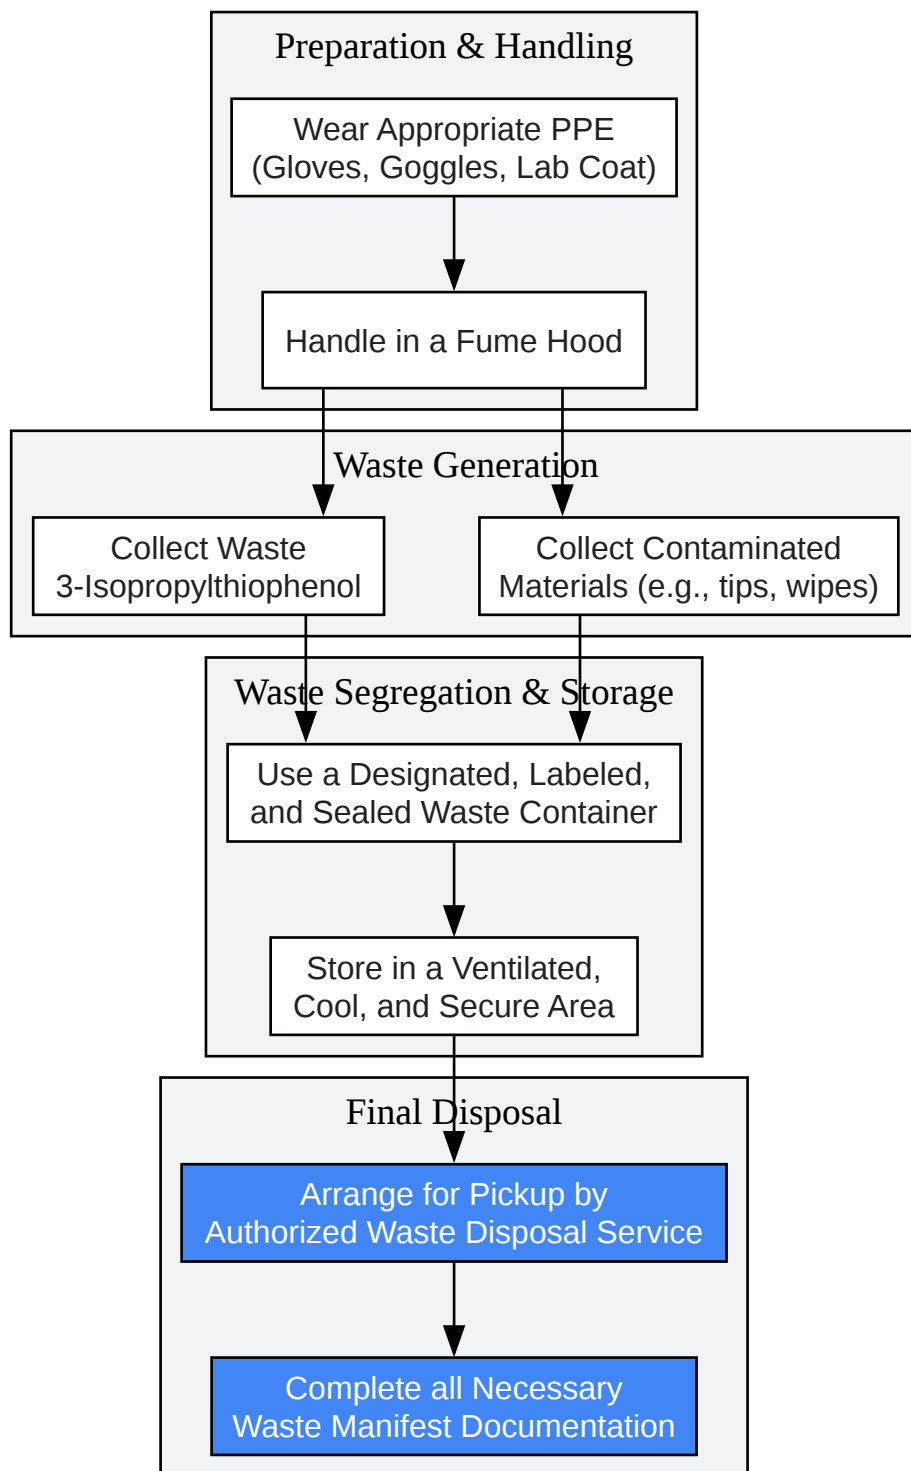 Preparation & Handling
Wear Appropriate PPE
(Gloves, Goggles, Lab Coat)
Handle in a Fume Hood
Waste Generation
Collect Waste
3-Isopropylthiophenol
Collect Contaminated
Materials (e.g., tips, wipes)
Waste Segregation & Storage
Use a Designated, Labeled,
and Sealed Waste Container
Store in a Ventilated,
Cool, and Secure Area
Final Disposal
Arrange for Pickup by
Authorized Waste Disposal Service
Complete all Necessary
Waste Manifest Documentation